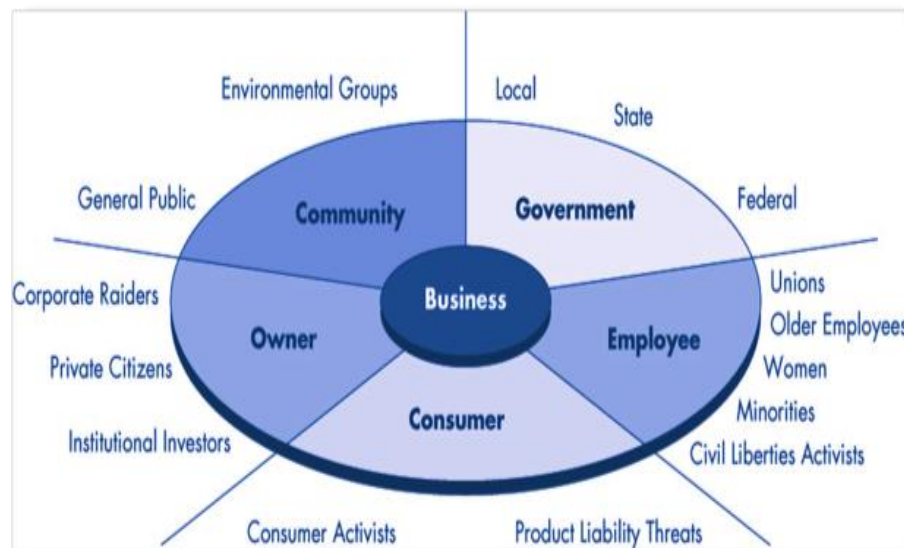 Environmental Groups
Local
State
General Public
Federal
Community
Government
Corporate Raiders
Business
Unions
Owner
Employee
Older Employees
Private Citizens
Women
Consumer
Minorities
Institutional Investors
Civil Liberties Activists
Consumer Activists
Product Liability Threats